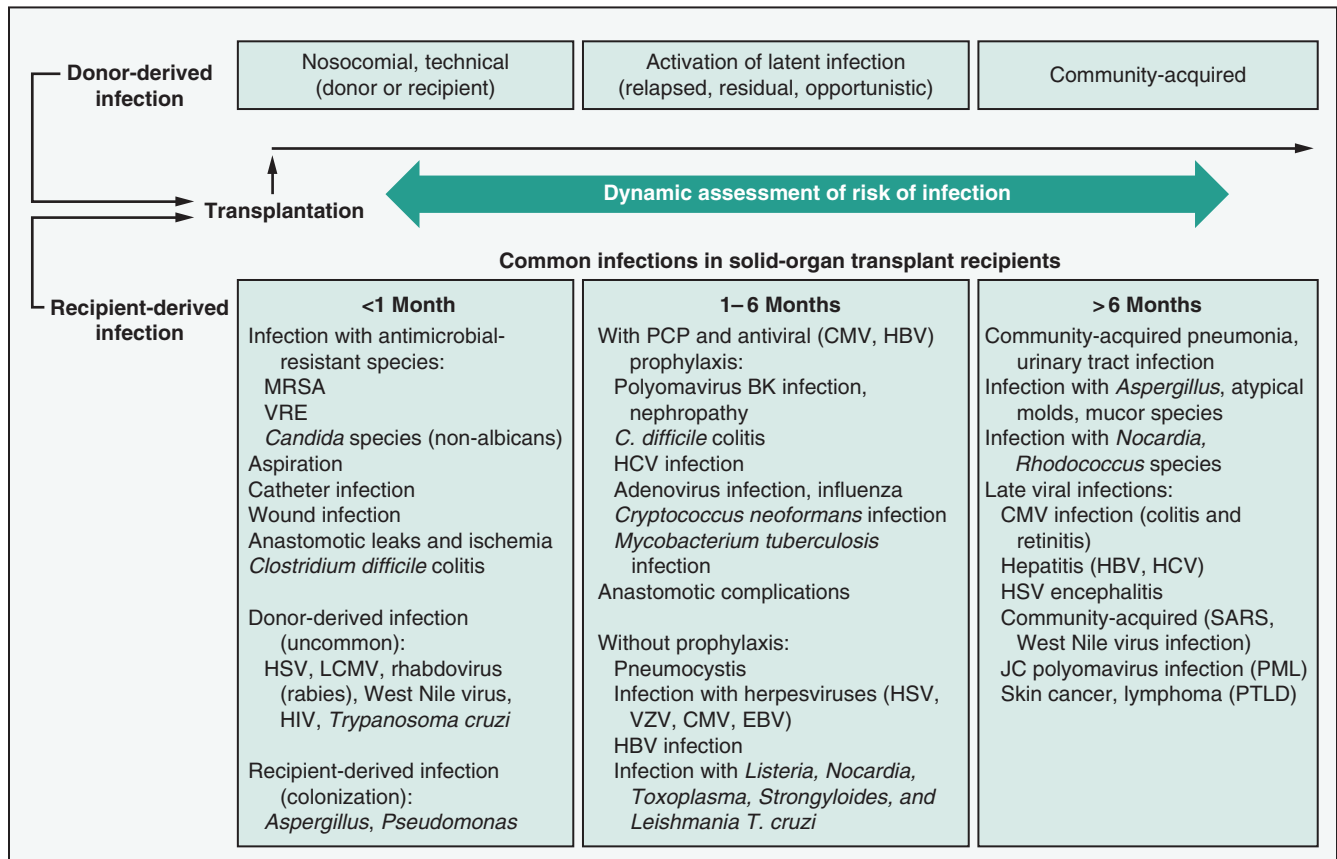 Donor-derived
infection
Nosocomial, technical
(donor or recipient)
Activation of latent infection
(relapsed, residual, opportunistic)
Community-acquired
Dynamic assessment of risk of infection
Transplantation
Recipient-derived
infection
Common infections in solid-organ transplant recipients
<1 Month
Infection with antimicrobial-
resistant species:
MRSA
VRE
Candida species (non-albicans)
Aspiration
Catheter infection
Wound infection
Anastomotic leaks and ischemia
Clostridium difficile colitis
Donor-derived infection
(uncommon):
HSV, LCMV, rhabdovirus
(rabies), West Nile virus,
HIV, Trypanosoma cruzi
Recipient-derived infection
(colonization):
Aspergillus, Pseudomonas
1–6 Months
With PCP and antiviral (CMV, HBV)
prophylaxis:
Polyomavirus BK infection,
nephropathy
C. difficile colitis
HCV infection
Adenovirus infection, influenza
Cryptococcus neoformans infection
Mycobacterium tuberculosis
infection
Anastomotic complications
Without prophylaxis:
Pneumocystis
Infection with herpesviruses (HSV,
VZV, CMV, EBV)
HBV infection
Infection with Listeria, Nocardia,
Toxoplasma, Strongyloides, and
Leishmania T. cruzi
>6 Months
Community-acquired pneumonia,
urinary tract infection
Infection with Aspergillus, atypical
molds, mucor species
Infection with Nocardia,
Rhodococcus species
Late viral infections:
CMV infection (colitis and
retinitis)
Hepatitis (HBV, HCV)
HSV encephalitis
Community-acquired (SARS,
West Nile virus infection)
JC polyomavirus infection (PML)
Skin cancer, lymphoma (PTLD)